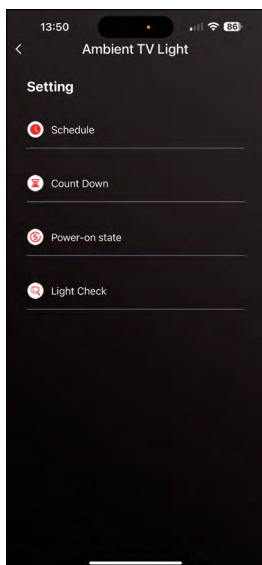 13:50
86
Ambient TV Light
Setting
Schedule
Count Down
Power-on state
Light Check